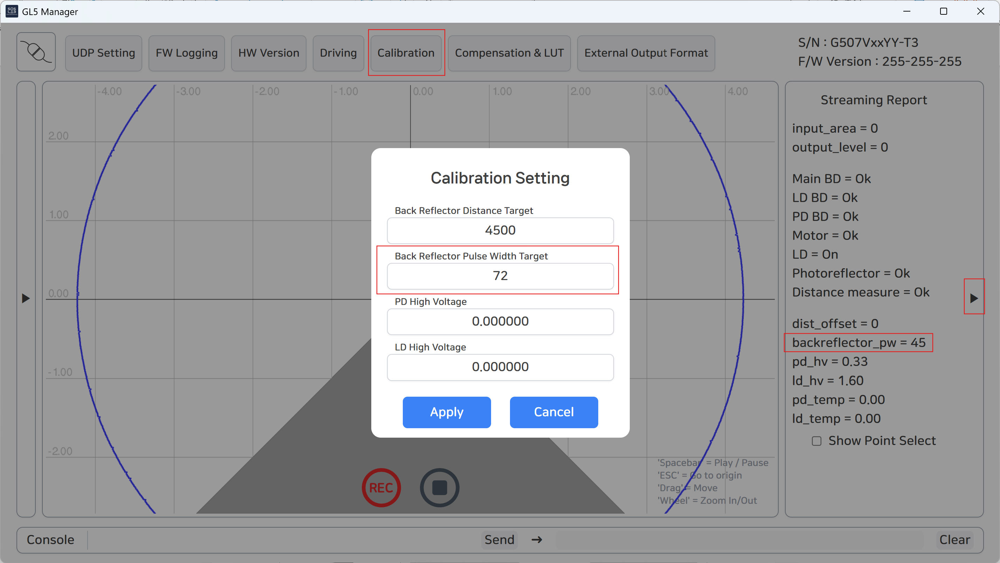 SOS LAB
GL5 Manager
UDP Setting
FW Logging
HW Version
Driving
Calibration
Compensation & LUT
External Output Format
S/N : G507VxxYY-T3
F/W Version : 255-255-255
-4.00
-3.00
-2.00
-1.00
0.00
1.00
2.00
3.00
4.00
2.00
1.00
0.00
-1.00
-2.00
Calibration Setting
Back Reflector Distance Target
4500
Back Reflector Pulse Width Target
72
PD High Voltage
0.000000
LD High Voltage
0.000000
Apply
Cancel
REC
'Spacebar' = Play / Pause
'ESC' = Go to origin
'Drag' = Move
'Wheel' = Zoom In/Out
Streaming Report
input_area = 0
output_level = 0
Main BD = Ok
LD BD = Ok
PD BD = Ok
Motor = Ok
LD = On
Photoreflector = Ok
Distance measure = Ok
dist_offset = 0
backreflector_pw = 45
pd_hv = 0.33
ld_hv = 1.60
pd_temp = 0.00
ld_temp = 0.00
Show Point Select
Console
Send →
Clear